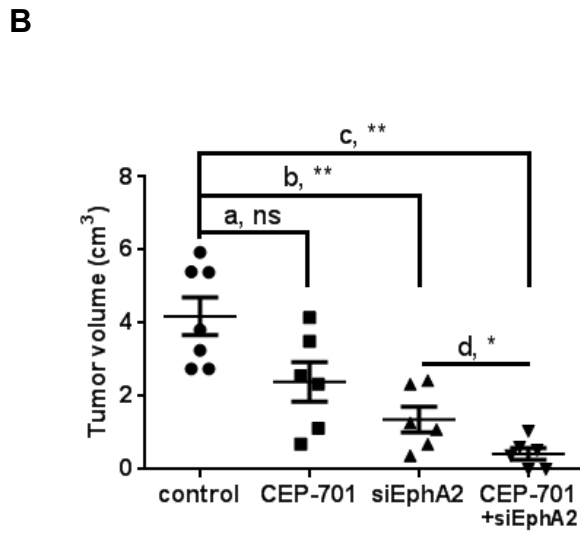 B
c, **
b, **
a, ns
d, *
Tumor volume (cm³)
8
6
4
2
0
control CEP-701 siEphA2 CEP-701
+siEphA2